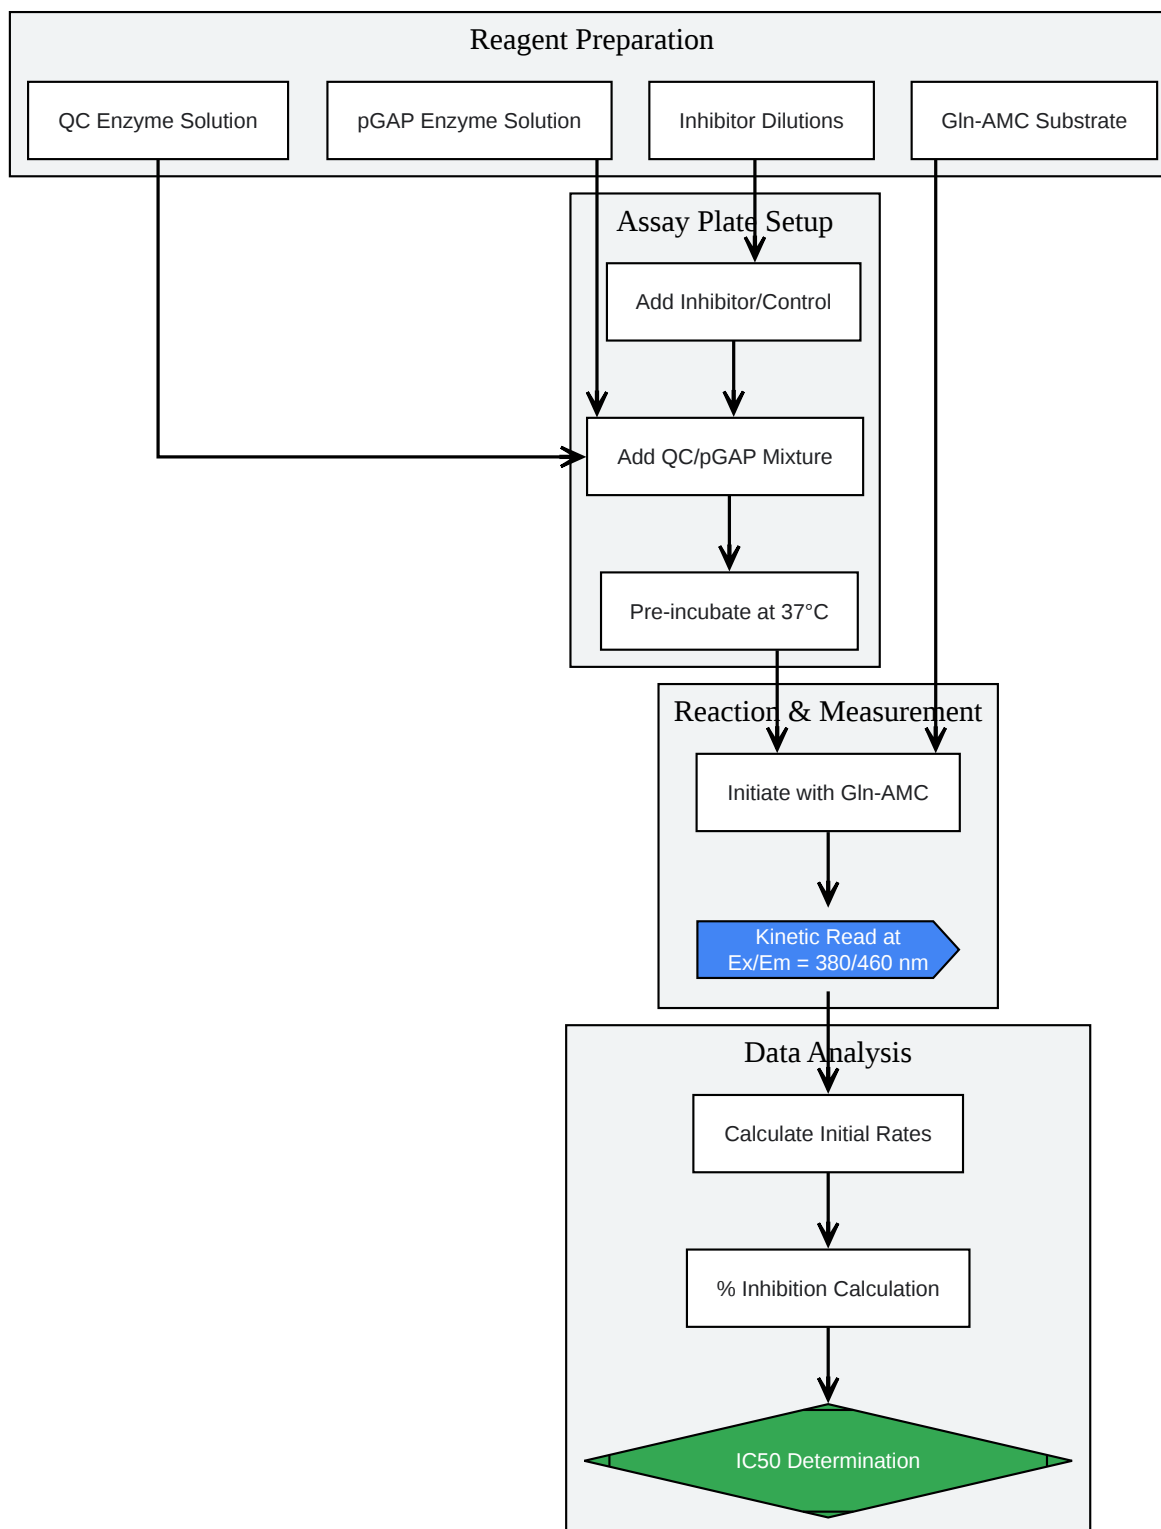 Reagent Preparation
QC Enzyme Solution
pGAP Enzyme Solution
Inhibitor Dilutions
Gln-AMC Substrate
Assay Plate Setup
Add Inhibitor/Control
Add QC/pGAP Mixture
Pre-incubate at 37°C
Reaction & Measurement
Initiate with Gln-AMC
Kinetic Read at
Ex/Em = 380/460 nm
Data Analysis
Calculate Initial Rates
% Inhibition Calculation
IC50 Determination